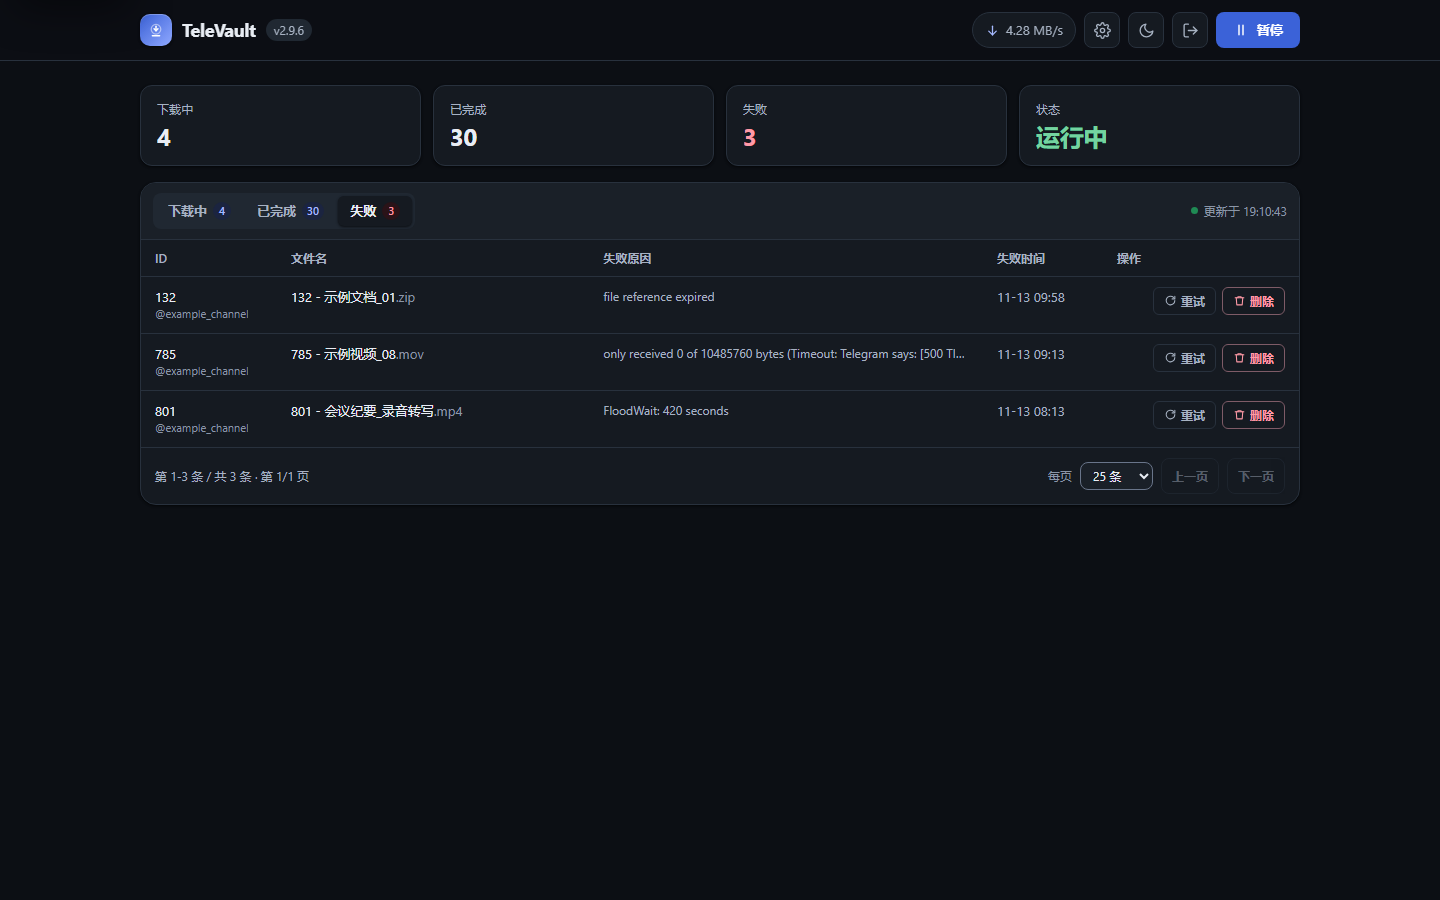 TeleVault v2.9.6
4.28 MB/s
暂停
下载中
4
已完成
30
失败
3
状态
运行中
下载中 4 已完成 30 失败 3
更新于 19:10:43
ID 文件名 失败原因 失败时间 操作
132 132 - 示例文档_01.zip file reference expired 11-13 09:58 重试 删除
@example_channel
785 785 - 示例视频_08.mov only received 0 of 10485760 bytes (Timeout: Telegram says: [500 TI... 11-13 09:13 重试 删除
@example_channel
801 801 - 会议纪要_录音转写.mp4 FloodWait: 420 seconds 11-13 08:13 重试 删除
@example_channel
第 1-3 条 / 共 3 条 · 第 1/1 页 每页 25 条 上一页 下一页